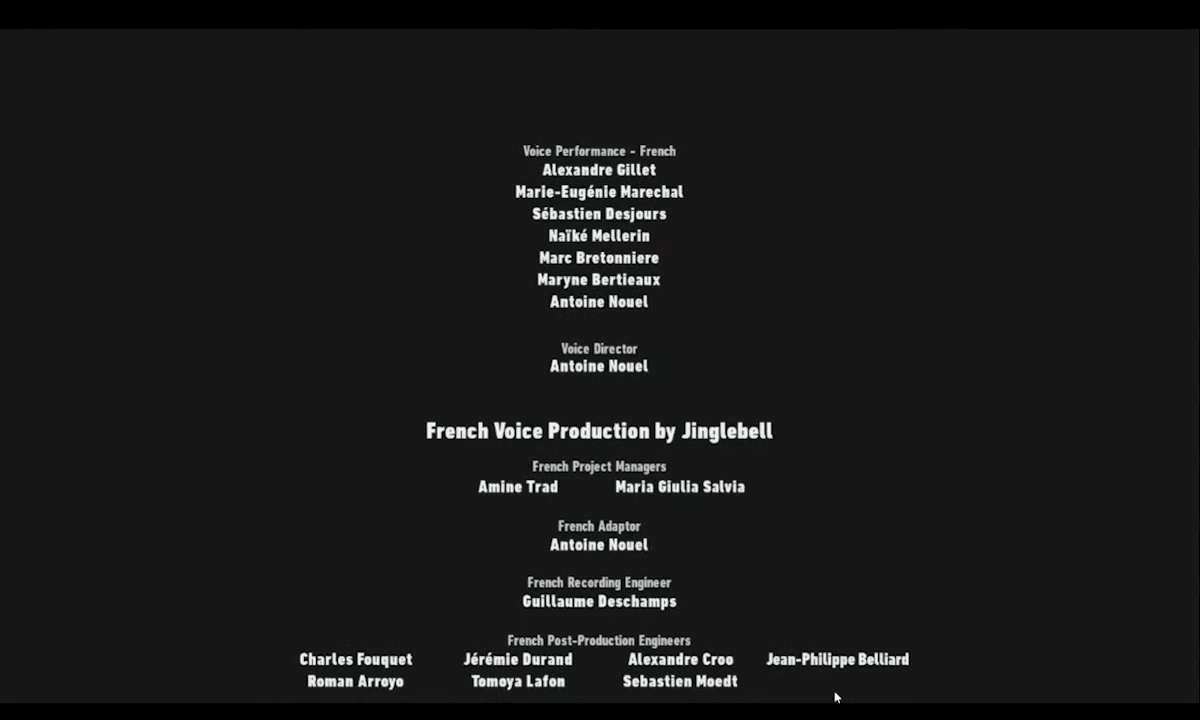 Voice Performance - French
Alexandre Gillet
Marie-Eugénie Marechal
Sébastien Desjours
Naïké Mellerin
Marc Bretonniere
Maryne Bertieaux
Antoine Nouel
Voice Director
Antoine Nouel
French Voice Production by Jinglebell
French Project Managers
Amine Trad Maria Giulia Salvia
French Adaptor
Antoine Nouel
French Recording Engineer
Guillaume Deschamps
French Post-Production Engineers
Charles Fouquet Jérémie Durand Alexandre Croo Jean-Philippe Belliard
Roman Arroyo Tomoya Lafon Sebastien Moedt